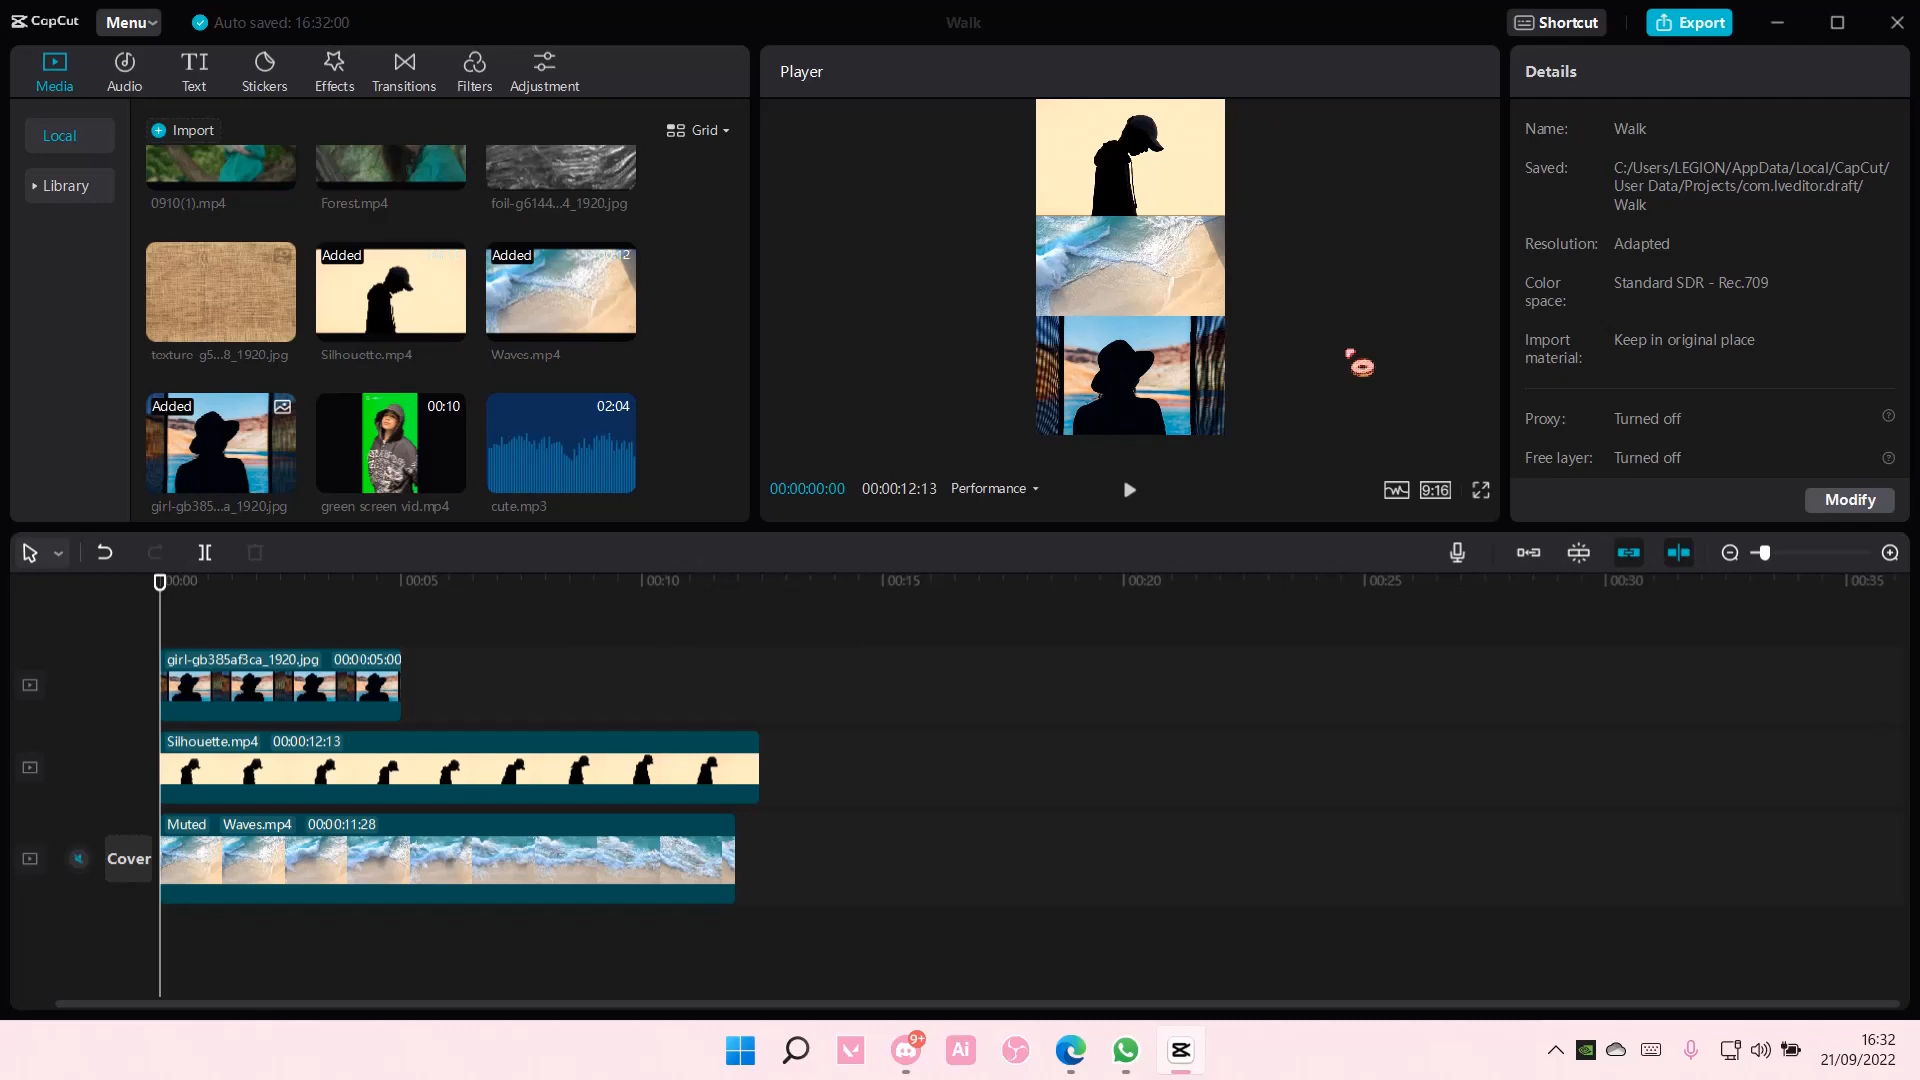 CapCut
Menu
Auto saved: 16:32:00
Walk
Shortcut
Export
Media
Audio
Text
Stickers
Effects
Transitions
Filters
Adjustment
Local
Library
Import
Grid
0910(1).mp4
Forest.mp4
foil-g6144...4_1920.jpg
texture-g5...8_1920.jpg
Added
Silhouette.mp4
Added
Waves.mp4
Added
girl-gb385...a_1920.jpg
00:10
green screen vid.mp4
02:04
cute.mp3
Player
00:00:00:00
00:00:12:13
Performance
9:16
Details
Name:
Walk
Saved:
C:/Users/LEGION/AppData/Local/CapCut/
User Data/Projects/com.lveditor.draft/
Walk
Resolution:
Adapted
Color
space:
Standard SDR - Rec.709
Import
material:
Keep in original place
Proxy:
Turned off
Free layer:
Turned off
Modify
00:00
00:05
00:10
00:15
00:20
00:25
00:30
00:35
girl-gb385af3ca_1920.jpg 00:00:05:00
Silhouette.mp4 00:00:12:13
Muted Waves.mp4 00:00:11:28
Cover
9+
Ai
16:32
21/09/2022